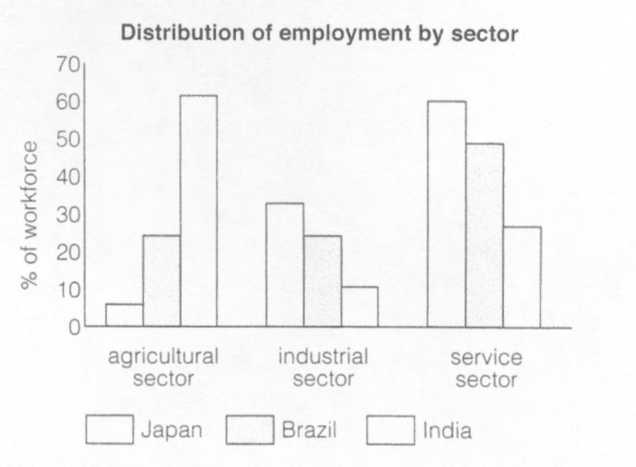 Distribution of employment by sector
70
60
50
40
30
20
10
0
% of workforce
agricultural sector
industrial sector
service sector
Japan
Brazil
India